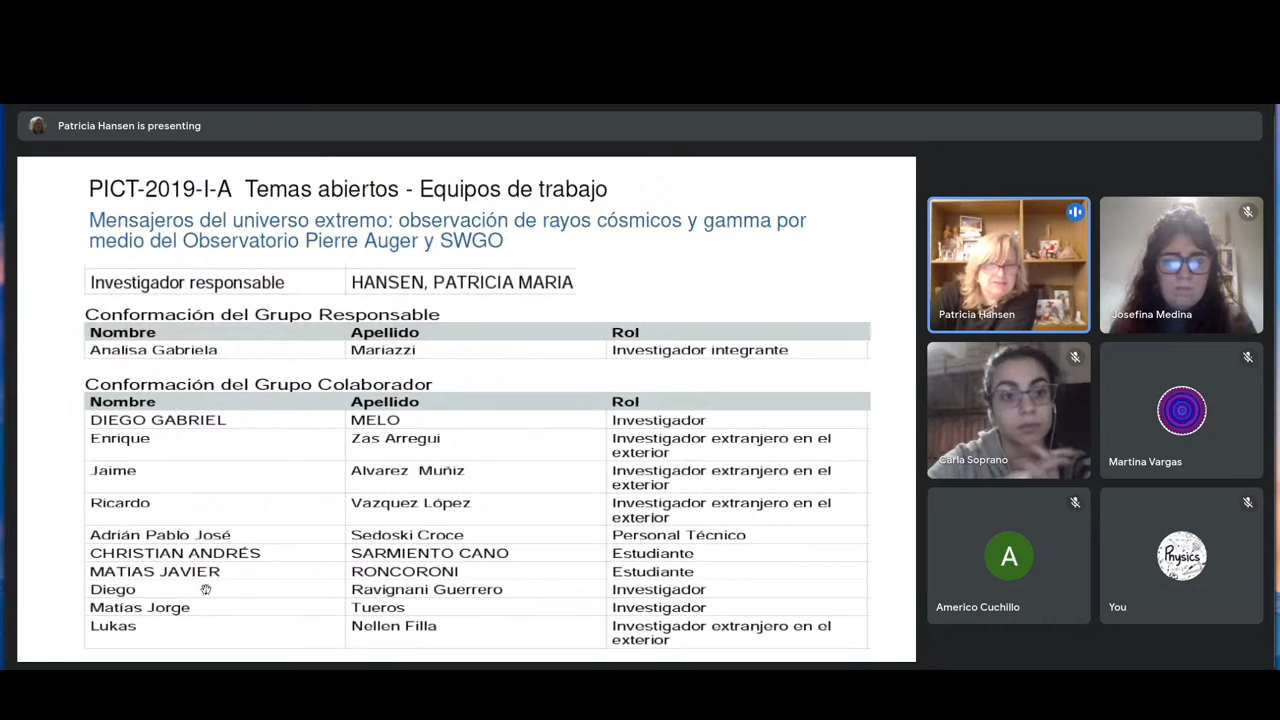 Patricia Hansen is presenting
PICT-2019-I-A Temas abiertos - Equipos de trabajo
Mensajeros del universo extremo: observación de rayos cósmicos y gamma por
medio del Observatorio Pierre Auger y SWGO
Investigador responsable HANSEN, PATRICIA MARIA
Conformación del Grupo Responsable
Nombre Apellido Rol
Analisa Gabriela Mariazzi Investigador integrante
Conformación del Grupo Colaborador
Nombre Apellido Rol
DIEGO GABRIEL MELO Investigador
Enrique Zas Arregui Investigador extranjero en el
exterior
Jaime Alvarez Muñiz Investigador extranjero en el
exterior
Ricardo Vazquez López Investigador extranjero en el
exterior
Adrián Pablo José Sedoski Croce Personal Técnico
CHRISTIAN ANDRÉS SARMIENTO CANO Estudiante
MATIAS JAVIER RONCORONI Estudiante
Diego Ravignani Guerrero Investigador
Matías Jorge Tueros Investigador
Lukas Nellen Filla Investigador extranjero en el
exterior
Patricia Hansen
Josefina Medina
Carla Soprano
Martina Vargas
A
Americo Cuchillo
Physics
You